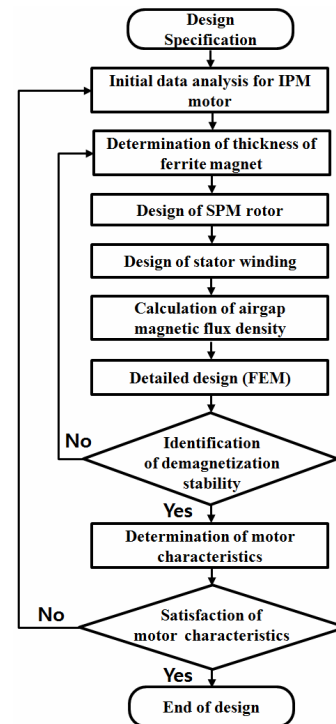 Design
Specification
Initial data analysis for IPM
motor
Determination of thickness of
ferrite magnet
Design of SPM rotor
Design of stator winding
Calculation of airgap
magnetic flux density
Detailed design (FEM)
No
Identification
of demagnetization
stability
Yes
Determination of motor
characteristics
No
Satisfaction of
motor characteristics
Yes
End of design